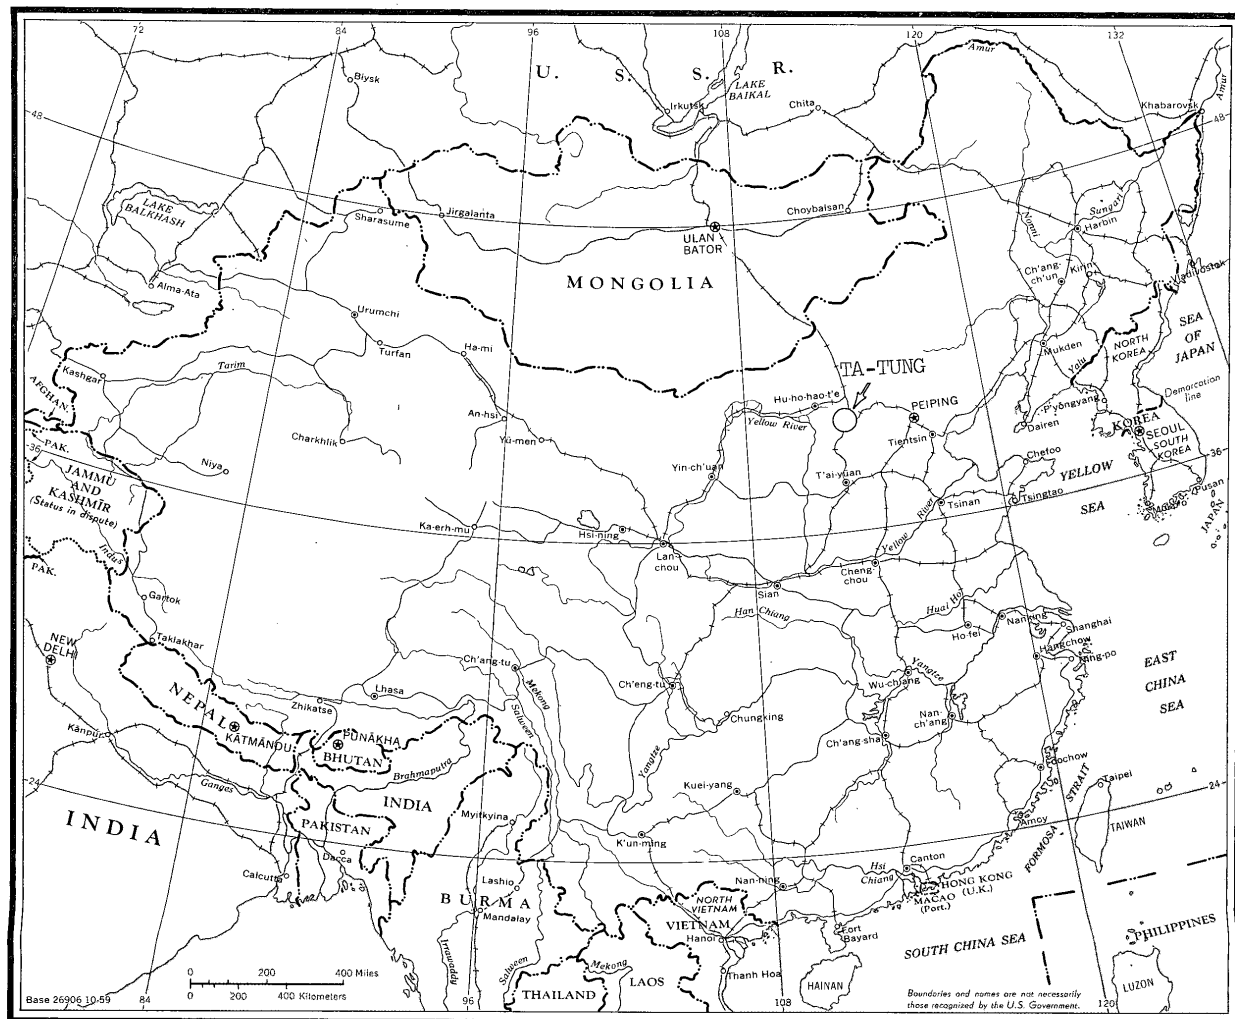 72
84
96
108
120
132
Amur
Biysk
U. S. S. R.
LAKE
BAIKAL
Irkutsk
Chita
Khabarovsk
Amur
48
48
LAKE
BALKHASH
Sharasume
Jirgalanta
Choybalsan
Nonni
Sungari
Harbin
ULAN
BATOR
MONGOLIA
Ch'ang-
ch'un
Kirin
Vladivostok
Alma-Ata
Urumchi
Turfan
Ha-mi
SEA
OF
JAPAN
Mukden
NORTH
KOREA
Yalu
Kashgar
Tarim
TA-TUNG
AFGHAN.
An-hsi
Hu-ho-hao-t'e
Yellow River
PEIPING
P'yŏngyang
Demarcation
line
Dairen
KOREA
SEOUL
SOUTH
KOREA
Charkhlik
Yü-men
Tientsin
PAK.
36
Chefoo
36
Niya
Yin-ch'uan
T'ai-yüan
YELLOW
SEA
JAMMU
AND
KASHMĪR
(Status in dispute)
Tsinan
Tsingtao
Pusan
Mokp'o
JAPAN
Yellow River
Ka-erh-mu
Hsi-ning
Lan-
chou
Indus
PAK.
Cheng-
chou
Sian
Gartok
Han Chiang
Huai Ho
Nanking
Shanghai
Ho-fei
Taklakhar
NEW
DELHI
Hangchow
Ning-po
Ch'ang-tu
Mekong
Salween
Ch'eng-tu
Wu-ch'ang
Yangtze
EAST
CHINA
SEA
Lhasa
Zhikatse
NEPAL
KĀTMĀNDU
PUNĀKHA
BHUTAN
Chungking
Nan-
ch'ang
Ch'ang-sha
Yangtze
Kānpur
Brahmaputra
Foochow
24
Ganges
INDIA
Kuei-yang
Taipei
24
INDIA
PAKISTAN
Myitkyina
K'un-ming
Amoy
FORMOSA STRAIT
TAIWAN
Dacca
Calcutta
Lashio
BURMA
Mandalay
Nan-ning
Hsi
Chiang
Canton
HONG KONG
(U.K.)
MACAO
(Port.)
NORTH
VIETNAM
VIETNAM
Hanoi
Fort
Bayard
SOUTH CHINA SEA
PHILIPPINES
Irrawaddy
Salween
Mekong
LAOS
Thanh Hoa
THAILAND
HAINAN
LUZON
0 200 400 Miles
0 200 400 Kilometers
Base 26906 10-59
84
96
108
120
Boundaries and names are not necessarily
those recognized by the U.S. Government.